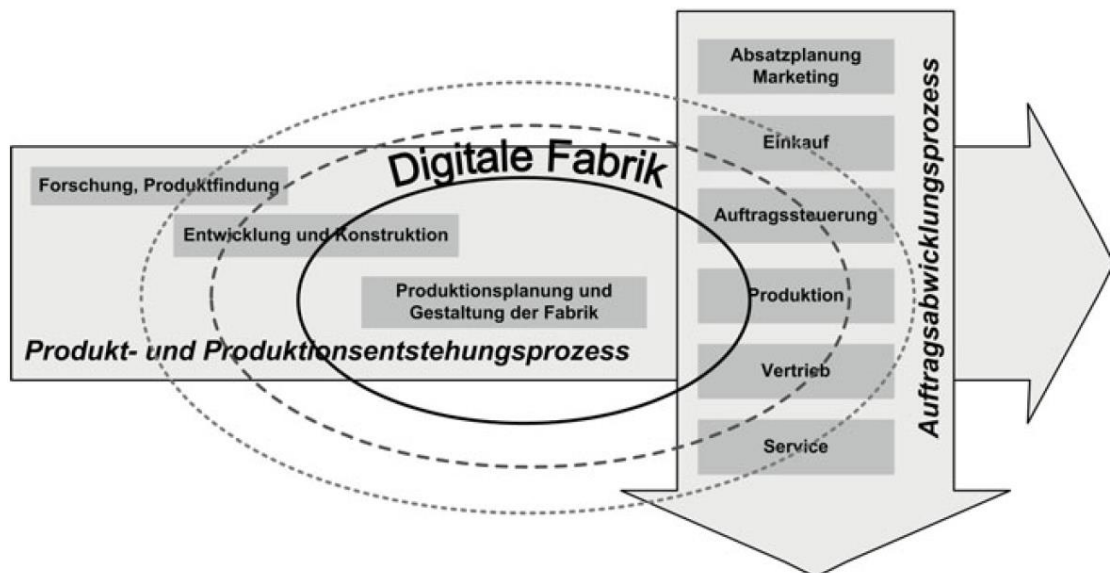 Digitale Fabrik
Forschung, Produktfindung
Entwicklung und Konstruktion
Produktionsplanung und
Gestaltung der Fabrik
Produkt- und Produktionsentstehungsprozess
Absatzplanung
Marketing
Einkauf
Auftragssteuerung
Produktion
Vertrieb
Service
Auftragsabwicklungsprozess